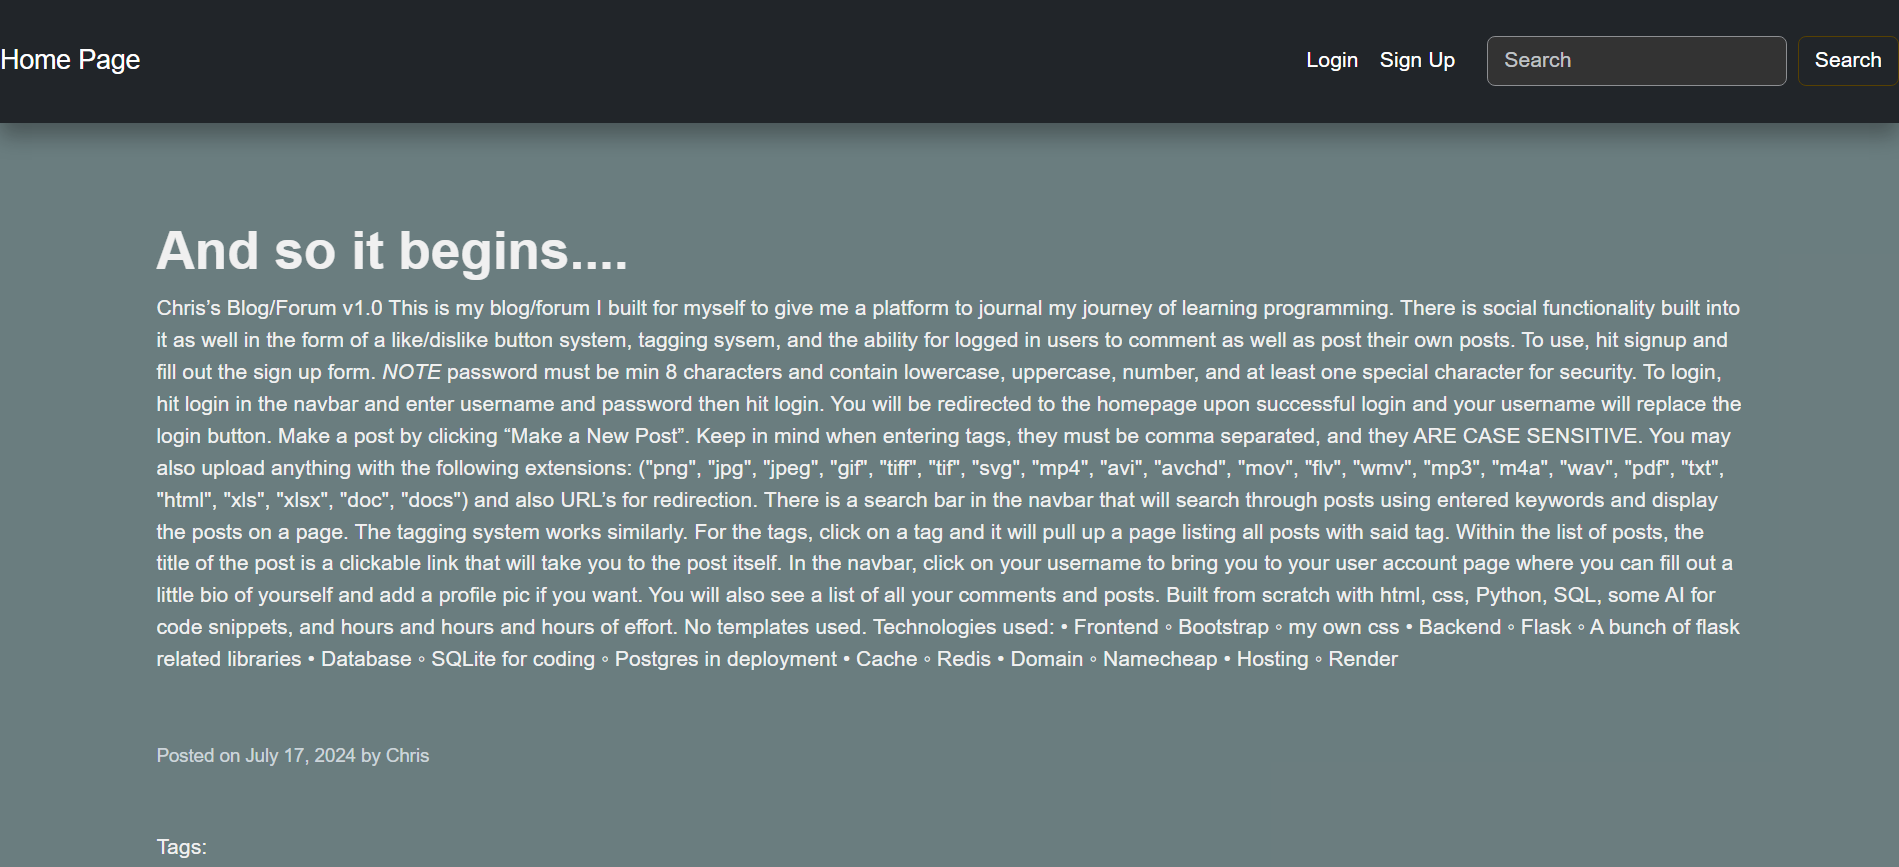 Home Page
Login Sign Up Search Search
And so it begins....
Chris’s Blog/Forum v1.0 This is my blog/forum I built for myself to give me a platform to journal my journey of learning programming. There is social functionality built into
it as well in the form of a like/dislike button system, tagging sysem, and the ability for logged in users to comment as well as post their own posts. To use, hit signup and
fill out the sign up form. NOTE password must be min 8 characters and contain lowercase, uppercase, number, and at least one special character for security. To login,
hit login in the navbar and enter username and password then hit login. You will be redirected to the homepage upon successful login and your username will replace the
login button. Make a post by clicking “Make a New Post”. Keep in mind when entering tags, they must be comma separated, and they ARE CASE SENSITIVE. You may
also upload anything with the following extensions: ("png", "jpg", "jpeg", "gif", "tiff", "tif", "svg", "mp4", "avi", "avchd", "mov", "flv", "wmv", "mp3", "m4a", "wav", "pdf", "txt",
"html", "xls", "xlsx", "doc", "docs") and also URL’s for redirection. There is a search bar in the navbar that will search through posts using entered keywords and display
the posts on a page. The tagging system works similarly. For the tags, click on a tag and it will pull up a page listing all posts with said tag. Within the list of posts, the
title of the post is a clickable link that will take you to the post itself. In the navbar, click on your username to bring you to your user account page where you can fill out a
little bio of yourself and add a profile pic if you want. You will also see a list of all your comments and posts. Built from scratch with html, css, Python, SQL, some AI for
code snippets, and hours and hours and hours of effort. No templates used. Technologies used: • Frontend ◦ Bootstrap ◦ my own css • Backend ◦ Flask ◦ A bunch of flask
related libraries • Database ◦ SQLite for coding ◦ Postgres in deployment • Cache ◦ Redis • Domain ◦ Namecheap • Hosting ◦ Render
Posted on July 17, 2024 by Chris
Tags: